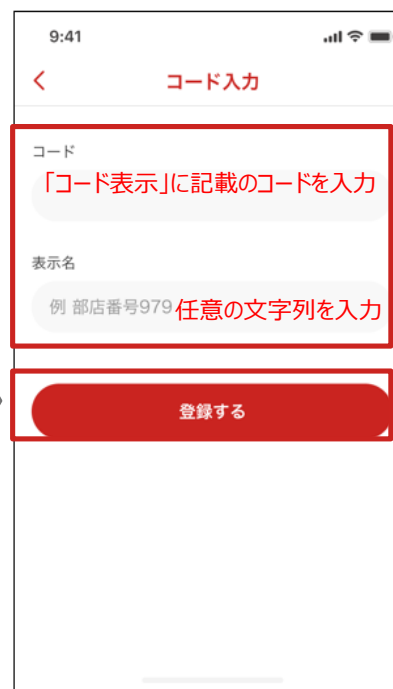 9:41
コード入力
コード
「コード表示」に記載のコードを入力
表示名
例 部店番号979 任意の文字列を入力
登録する